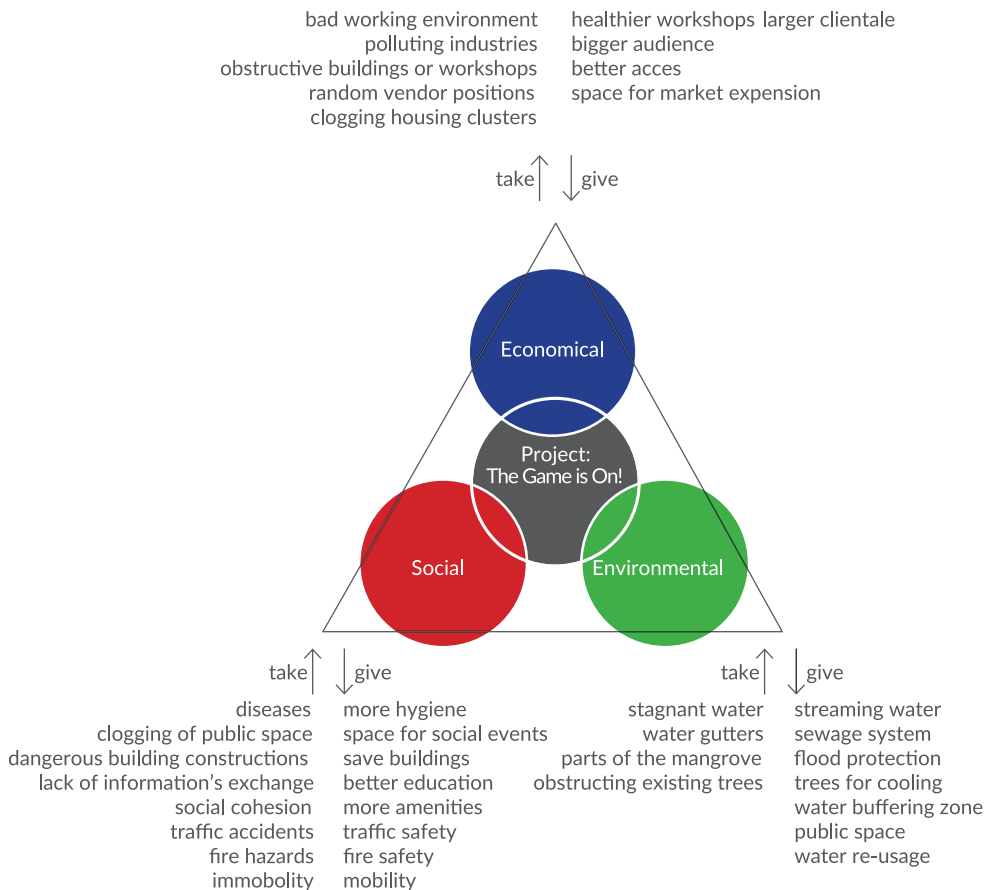 bad working environment
polluting industries
obstructive buildings or workshops
random vendor positions
clogging housing clusters
healthier workshops larger clientale
bigger audience
better acces
space for market expension
take
give
Economical
Project:
The Game is On!
Social
Environmental
take
give
diseases
clogging of public space
dangerous building constructions
lack of information's exchange
social cohesion
traffic accidents
fire hazards
immobolity
more hygiene
space for social events
save buildings
better education
more amenities
traffic safety
fire safety
mobility
take
give
stagnant water
water gutters
parts of the mangrove
obstructing existing trees
streaming water
sewage system
flood protection
trees for cooling
water buffering zone
public space
water re-usage